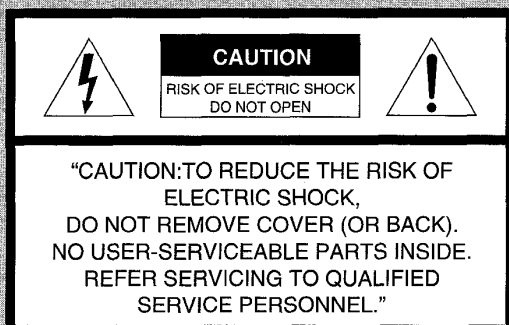 CAUTION
RISK OF ELECTRIC SHOCK
DO NOT OPEN
“CAUTION:TO REDUCE THE RISK OF
ELECTRIC SHOCK,
DO NOT REMOVE COVER (OR BACK).
NO USER-SERVICEABLE PARTS INSIDE.
REFER SERVICING TO QUALIFIED
SERVICE PERSONNEL.”